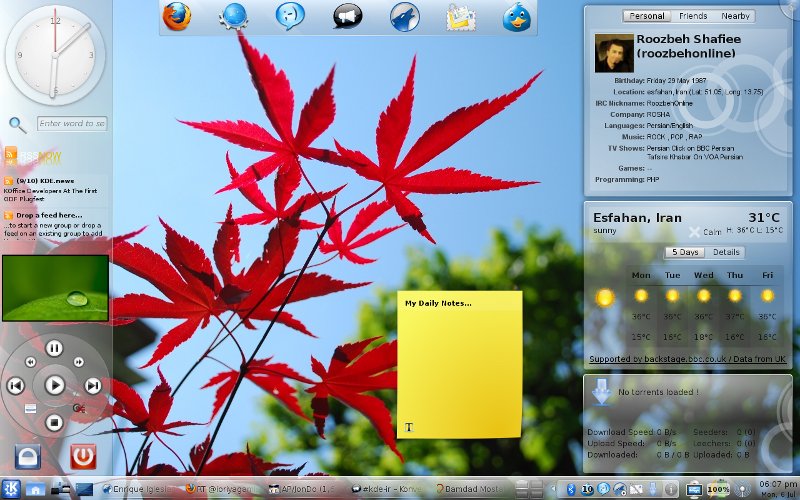 12
3
6
9
Enter word to se
(9/10) KDE.news
KOffice Developers At The First
ODF Plugfest
Drop a feed here...
...to start a new group or drop a
feed on an existing group to add
My Daily Notes...
T
Personal Friends Nearby
Roozbeh Shafiee
(roozbehonline)
Birthday: Friday 29 May 1987
Location: esfahan, Iran (Lat: 51.05, Long: 13.75)
IRC Nickname: RoozbehOnline
Company: ROSHA
Languages: Persian/English
Music: ROCK , POP , RAP
TV Shows: Persian Click on BBC Persian
Tafsire Khabar On VOA Persian
Games: --
Programming: PHP
Esfahan, Iran 31°C
sunny Calm H: 36°C L: 15°C
5 Days Details
Mon Tue Wed Thu Fri
36°C 36°C 36°C 37°C 36°C
15°C 16°C 18°C 16°C 16°C
Supported by backstage.bbc.co.uk / Data from UK
No torrents loaded !
Download Speed: 0 B/s Seeders: 0 (0)
Upload Speed: 0 B/s Leechers: 0 (0)
Downloaded: 0 B / 0 B Uploaded: 0 B
Enrique Iglesias
RT @loriyagan
JAP/JonDo (1,5
#kde-ir - Konve
Bamdad Mosta
10
100%
06:07 pm
Mon, 6 Jul